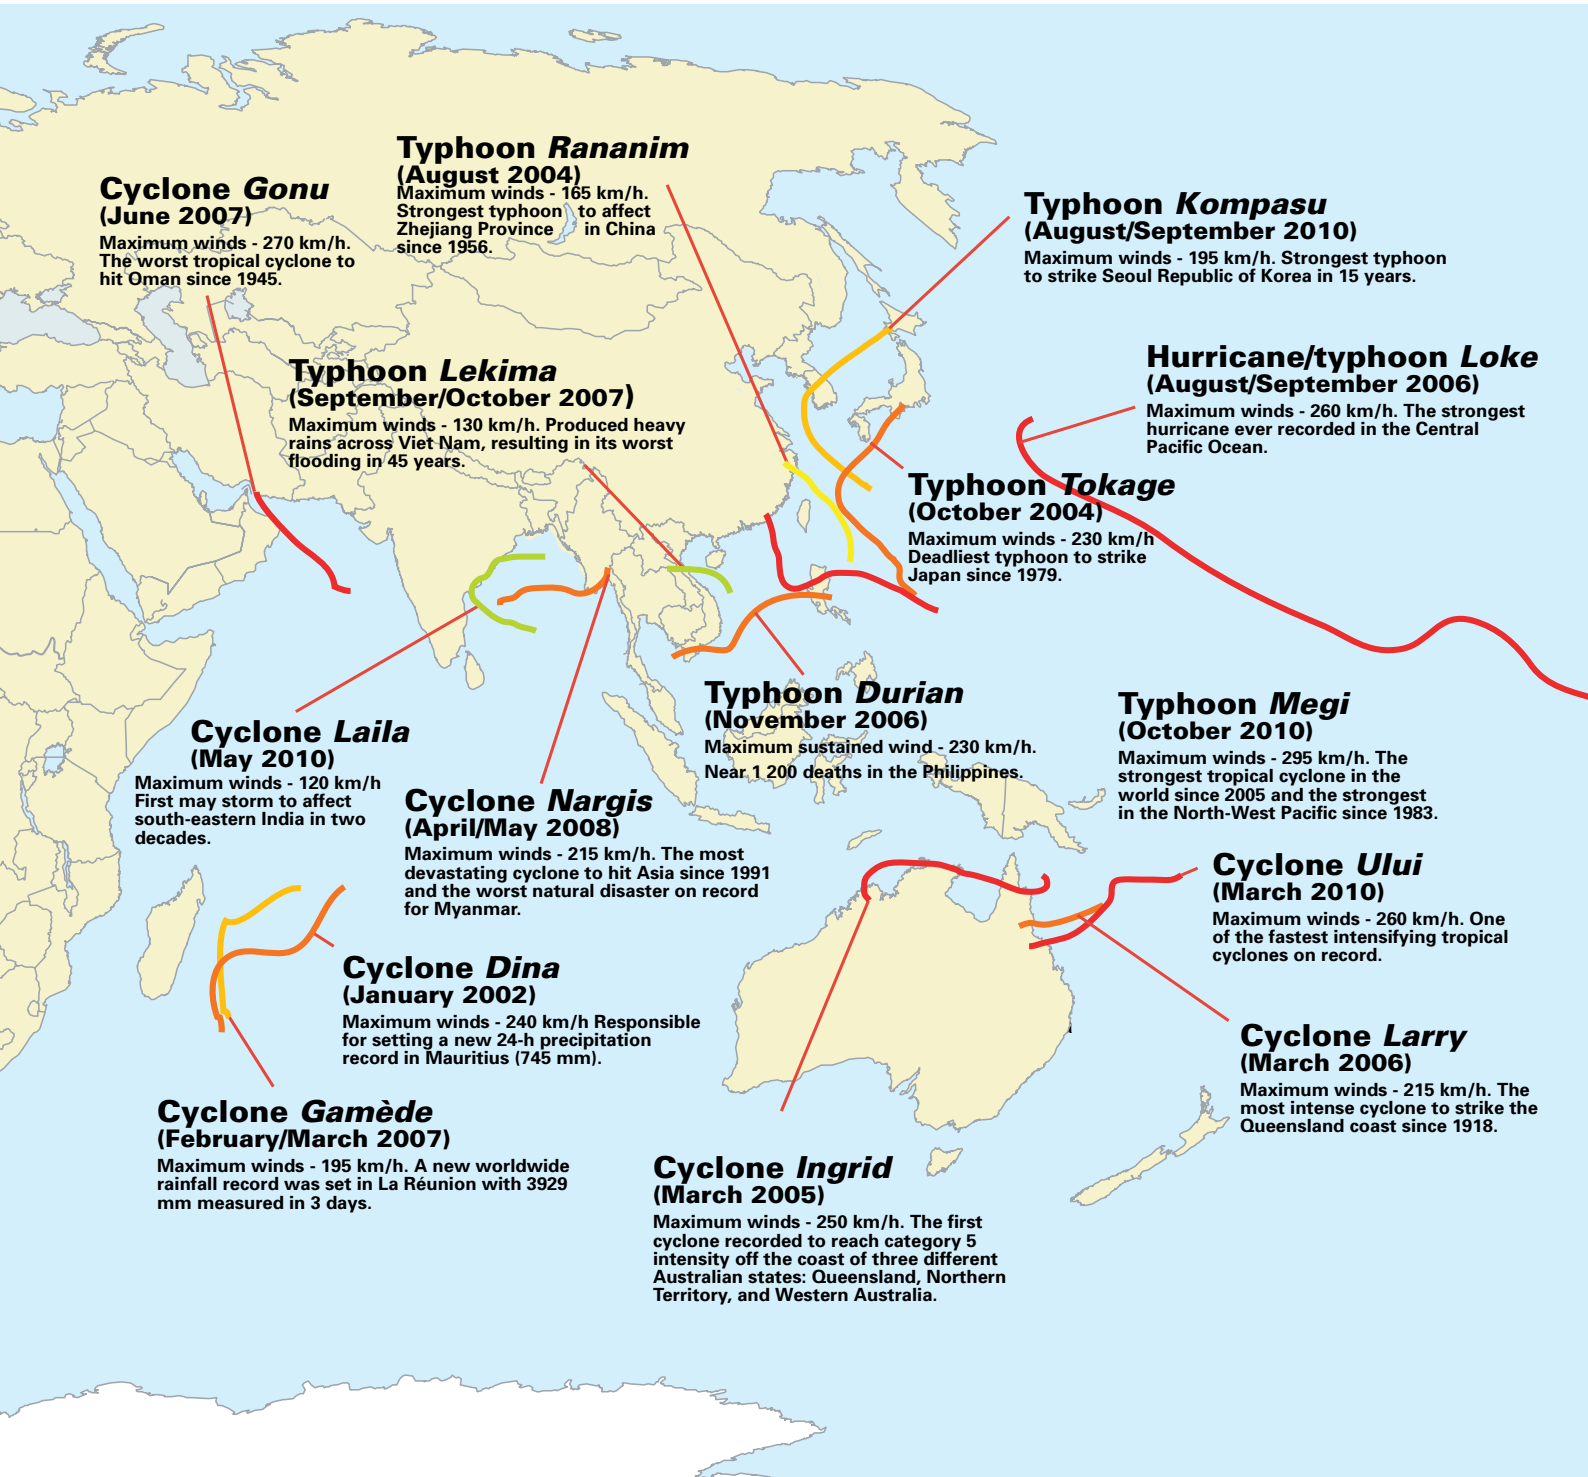 Typhoon Rananim
(August 2004)
Maximum winds - 165 km/h.
Strongest typhoon to affect
Zhejiang Province in China
since 1956.
Cyclone Gonu
(June 2007)
Maximum winds - 270 km/h.
The worst tropical cyclone to
hit Oman since 1945.
Typhoon Kompasu
(August/September 2010)
Maximum winds - 195 km/h. Strongest typhoon
to strike Seoul Republic of Korea in 15 years.
Typhoon Lekima
(September/October 2007)
Maximum winds - 130 km/h. Produced heavy
rains across Viet Nam, resulting in its worst
flooding in 45 years.
Hurricane/typhoon Loke
(August/September 2006)
Maximum winds - 260 km/h. The strongest
hurricane ever recorded in the Central
Pacific Ocean.
Typhoon Tokage
(October 2004)
Maximum winds - 230 km/h
Deadliest typhoon to strike
Japan since 1979.
Typhoon Durian
(November 2006)
Maximum sustained wind - 230 km/h.
Near 1 200 deaths in the Philippines.
Typhoon Megi
(October 2010)
Maximum winds - 295 km/h. The
strongest tropical cyclone in the
world since 2005 and the strongest
in the North-West Pacific since 1983.
Cyclone Laila
(May 2010)
Maximum winds - 120 km/h
First may storm to affect
south-eastern India in two
decades.
Cyclone Nargis
(April/May 2008)
Maximum winds - 215 km/h. The most
devastating cyclone to hit Asia since 1991
and the worst natural disaster on record
for Myanmar.
Cyclone Ului
(March 2010)
Maximum winds - 260 km/h. One
of the fastest intensifying tropical
cyclones on record.
Cyclone Dina
(January 2002)
Maximum winds - 240 km/h Responsible
for setting a new 24-h precipitation
record in Mauritius (745 mm).
Cyclone Larry
(March 2006)
Maximum winds - 215 km/h. The
most intense cyclone to strike the
Queensland coast since 1918.
Cyclone Gamède
(February/March 2007)
Maximum winds - 195 km/h. A new worldwide
rainfall record was set in La Réunion with 3929
mm measured in 3 days.
Cyclone Ingrid
(March 2005)
Maximum winds - 250 km/h. The first
cyclone recorded to reach category 5
intensity off the coast of three different
Australian states: Queensland, Northern
Territory, and Western Australia.